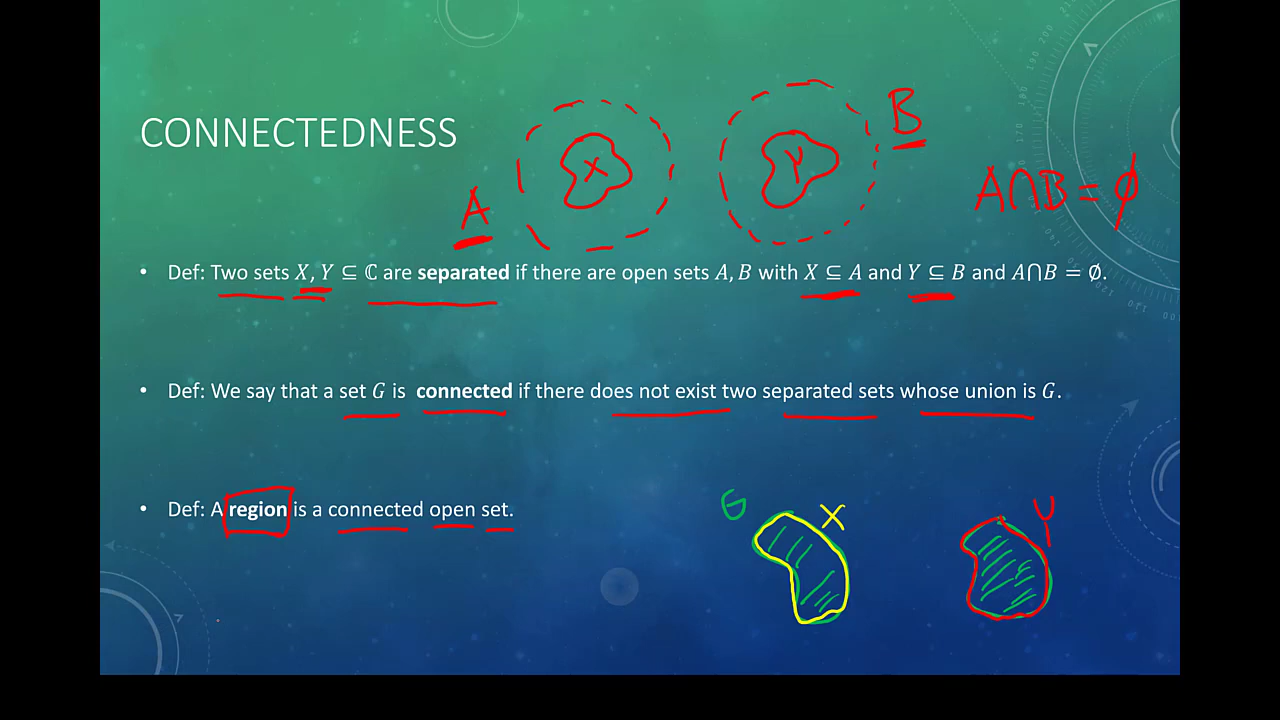 CONNECTEDNESS
X
Y
B
A
A∩B = ϕ
• Def: Two sets X, Y ⊆ ℂ are separated if there are open sets A, B with X ⊆ A and Y ⊆ B and A⋂B = ∅.
• Def: We say that a set G is connected if there does not exist two separated sets whose union is G.
• Def: A region is a connected open set.
G
X
Y